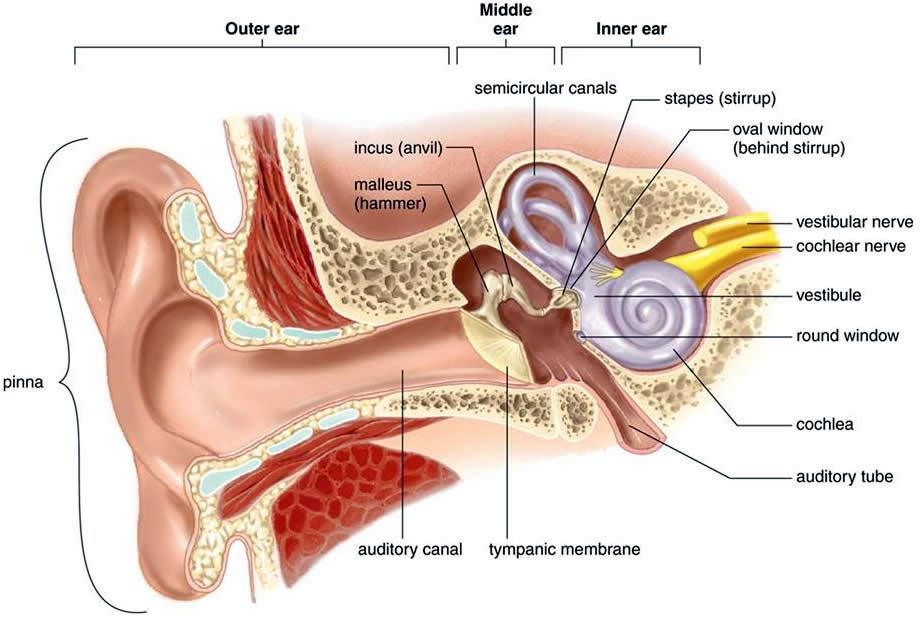 Outer ear
Middle
ear
Inner ear
semicircular canals
stapes (stirrup)
oval window
(behind stirrup)
incus (anvil)
malleus
(hammer)
vestibular nerve
cochlear nerve
vestibule
round window
pinna
cochlea
auditory tube
auditory canal
tympanic membrane